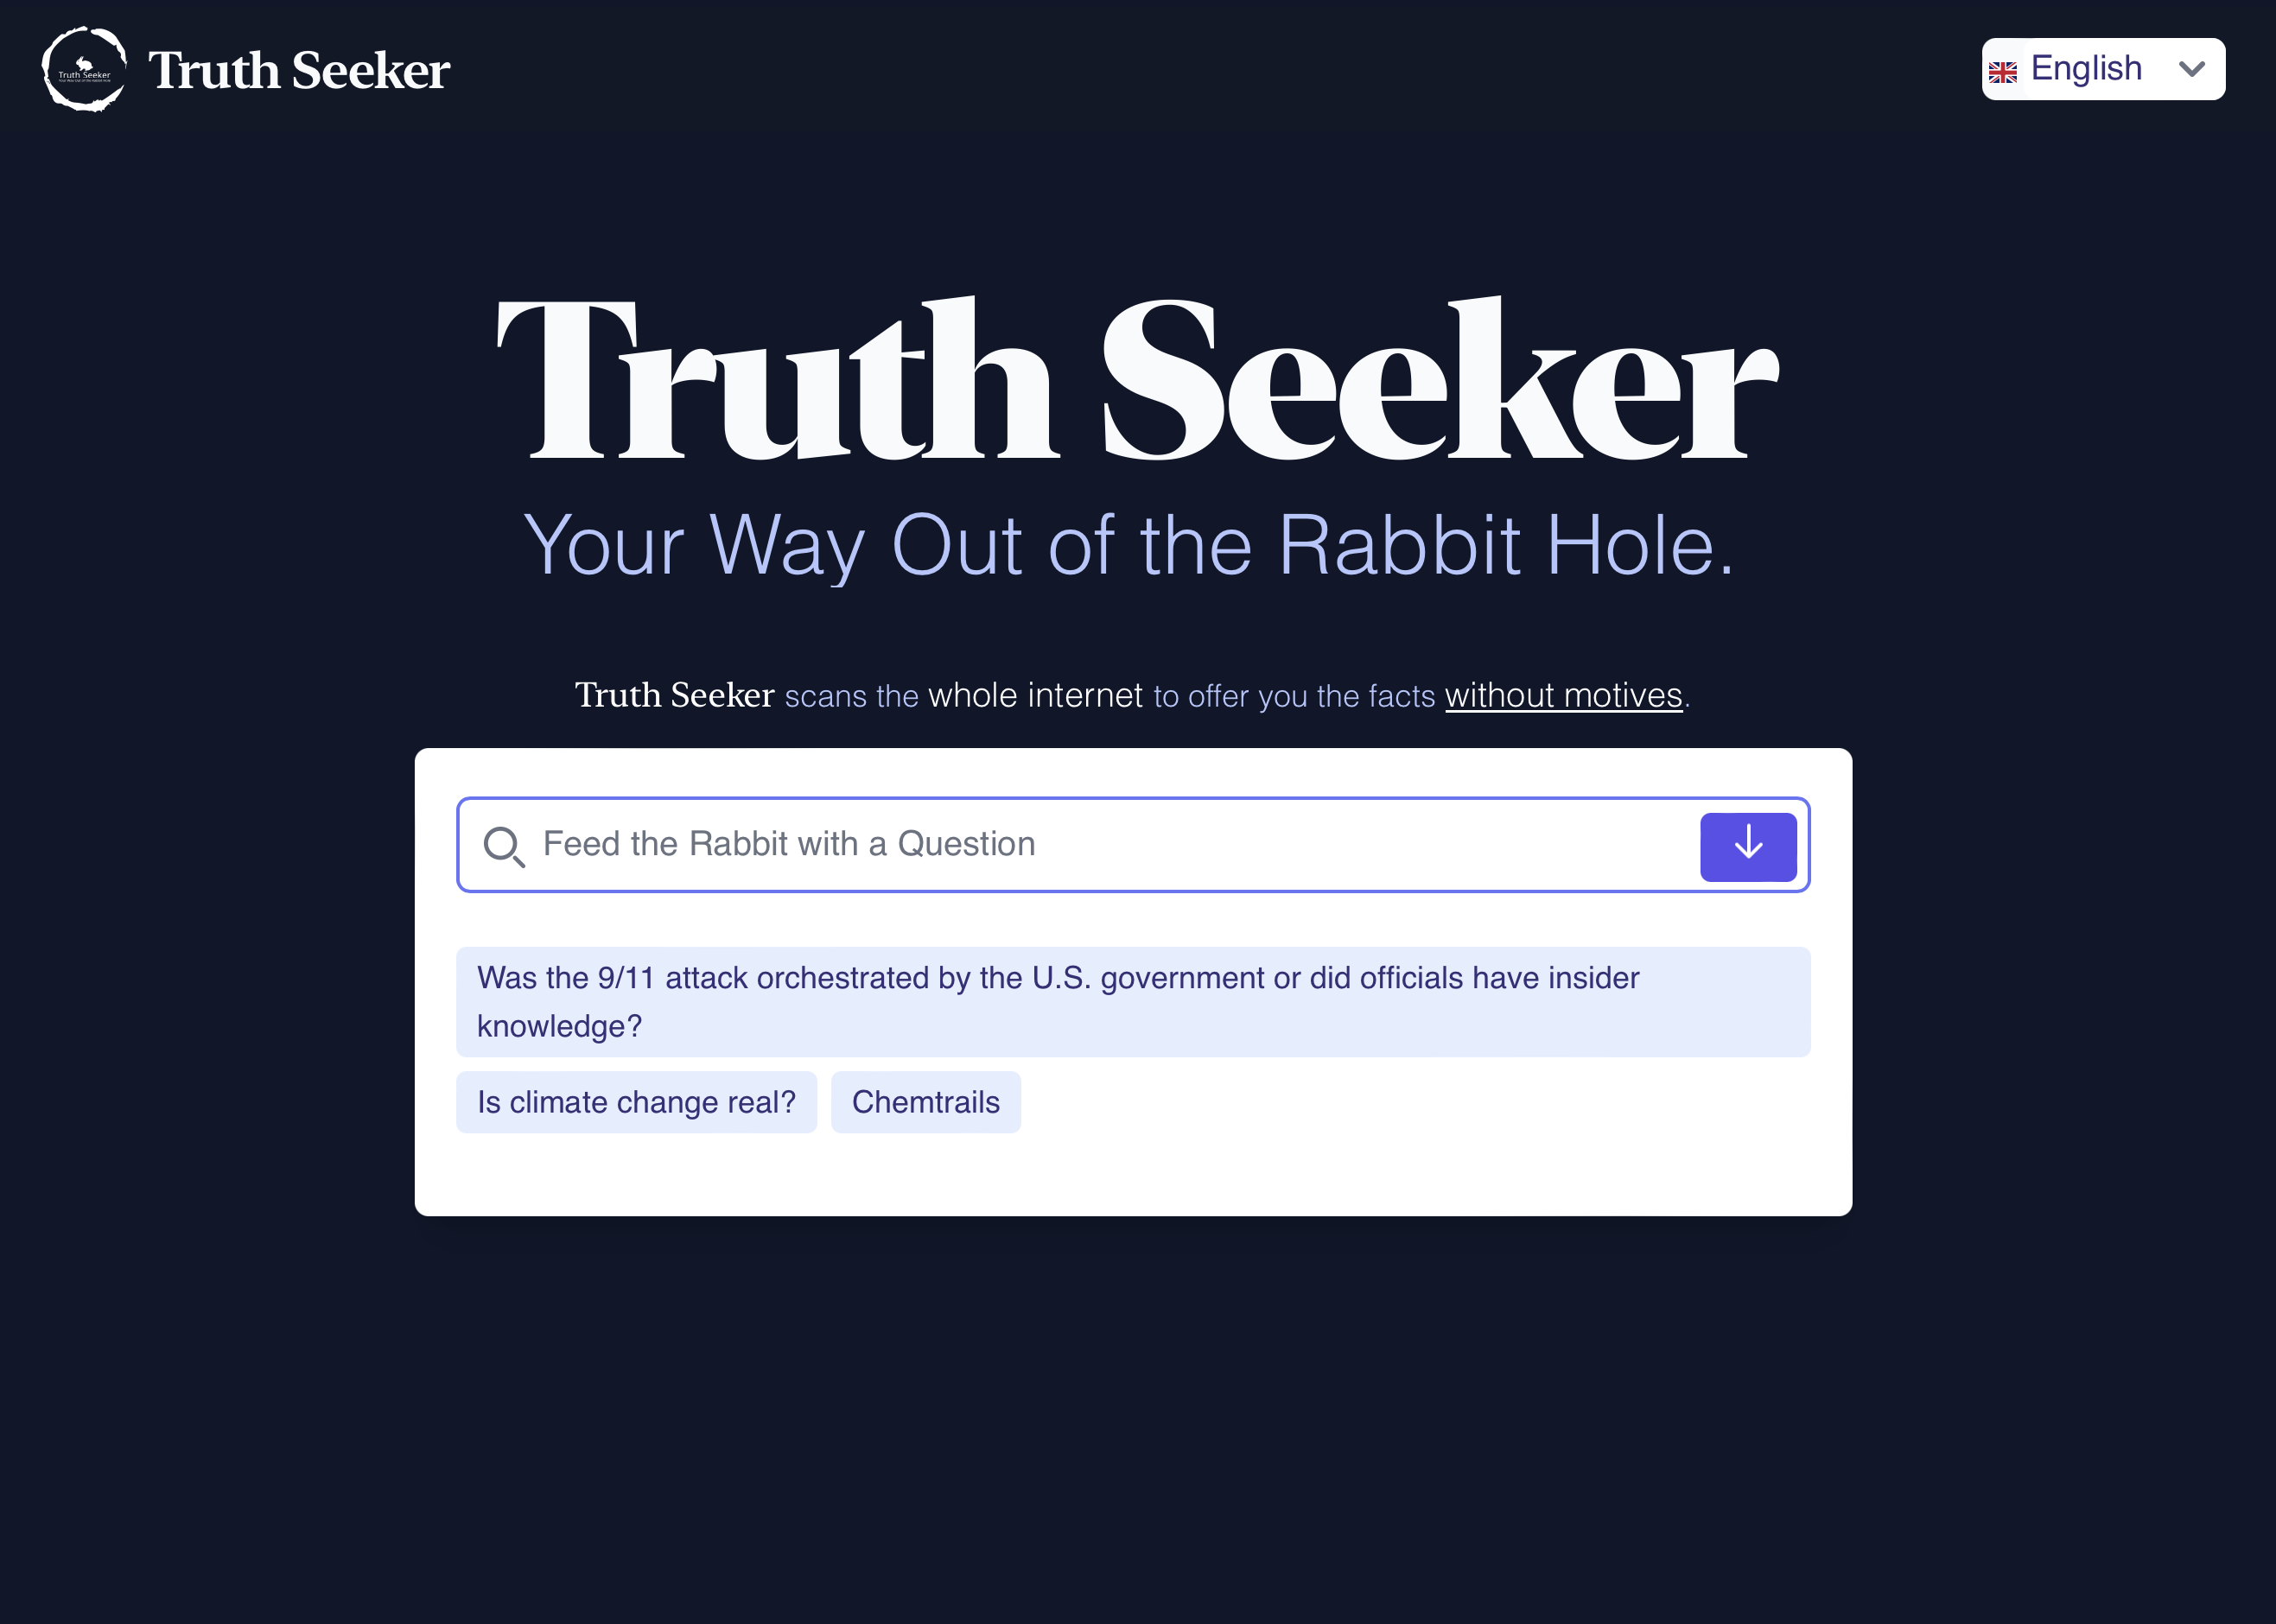 Truth Seeker
Truth Seeker
English
Truth Seeker
Your Way Out of the Rabbit Hole.
Truth Seeker scans the whole internet to offer you the facts without motives.
Feed the Rabbit with a Question
Was the 9/11 attack orchestrated by the U.S. government or did officials have insider
knowledge?
Is climate change real?
Chemtrails